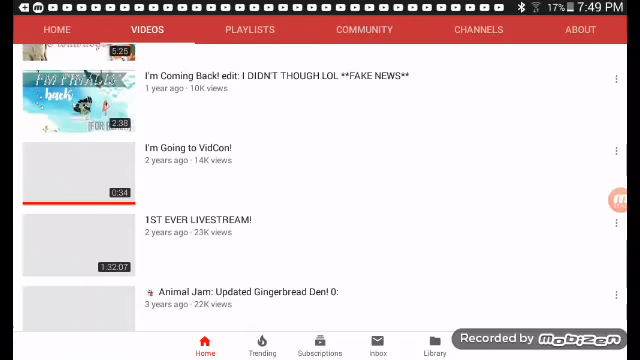 17% 7:49 PM
HOME VIDEOS PLAYLISTS COMMUNITY CHANNELS ABOUT
5:25
I'm Coming Back! edit: I DIDN'T THOUGH LOL **FAKE NEWS**
1 year ago · 10K views
I'M FINALLY
back
[FOR REAL]
2:38
I'm Going to VidCon!
2 years ago · 14K views
0:34
1ST EVER LIVESTREAM!
2 years ago · 23K views
1:32:07
Animal Jam: Updated Gingerbread Den! 0:
3 years ago · 22K views
Home Trending Subscriptions Inbox Library
Recorded by mobizen